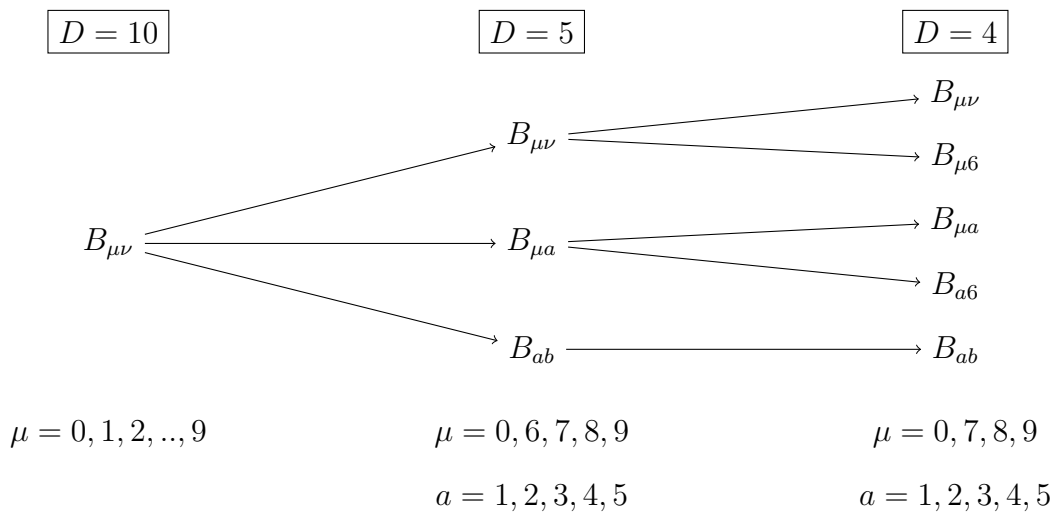 D = 10 D = 5 D = 4
B_{μν}
B_{μν} B_{μ6}
B_{μν} B_{μa} B_{μa}
B_{a6}
B_{ab} B_{ab}
μ = 0, 1, 2, .., 9 μ = 0, 6, 7, 8, 9 μ = 0, 7, 8, 9
a = 1, 2, 3, 4, 5 a = 1, 2, 3, 4, 5